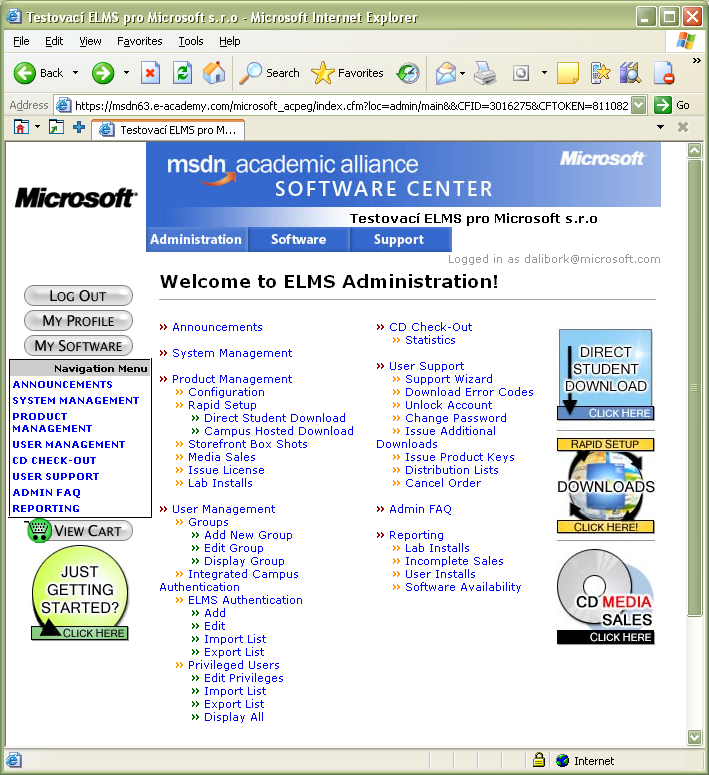 Testovací ELMS pro Microsoft s.r.o - Microsoft Internet Explorer
File Edit View Favorites Tools Help
Back Search Favorites
Address https://msdn63.e-academy.com/microsoft_acpeg/index.cfm?loc=admin/main&&CFID=3016275&CFTOKEN=811082 Go
Testovací ELMS pro M...
Microsoft
msdn academic alliance
SOFTWARE CENTER
Microsoft
Testovací ELMS pro Microsoft s.r.o
Administration Software Support
Logged in as dalibork@microsoft.com
LOG OUT
MY PROFILE
MY SOFTWARE
Navigation Menu
ANNOUNCEMENTS
SYSTEM MANAGEMENT
PRODUCT
MANAGEMENT
USER MANAGEMENT
CD CHECK-OUT
USER SUPPORT
ADMIN FAQ
REPORTING
VIEW CART
JUST
GETTING
STARTED?
CLICK HERE
Welcome to ELMS Administration!
» Announcements
» System Management
» Product Management
» Configuration
» Rapid Setup
» Direct Student Download
» Campus Hosted Download
» Storefront Box Shots
» Media Sales
» Issue License
» Lab Installs
» User Management
» Groups
» Add New Group
» Edit Group
» Display Group
» Integrated Campus
Authentication
» ELMS Authentication
» Add
» Edit
» Import List
» Export List
» Privileged Users
» Edit Privileges
» Import List
» Export List
» Display All
» CD Check-Out
» Statistics
» User Support
» Support Wizard
» Download Error Codes
» Unlock Account
» Change Password
» Issue Additional
Downloads
» Issue Product Keys
» Distribution Lists
» Cancel Order
» Admin FAQ
» Reporting
» Lab Installs
» Incomplete Sales
» User Installs
» Software Availability
DIRECT
STUDENT
DOWNLOAD
CLICK HERE
RAPID SETUP
DOWNLOADS
CLICK HERE!
CD MEDIA
SALES
CLICK HERE
Internet